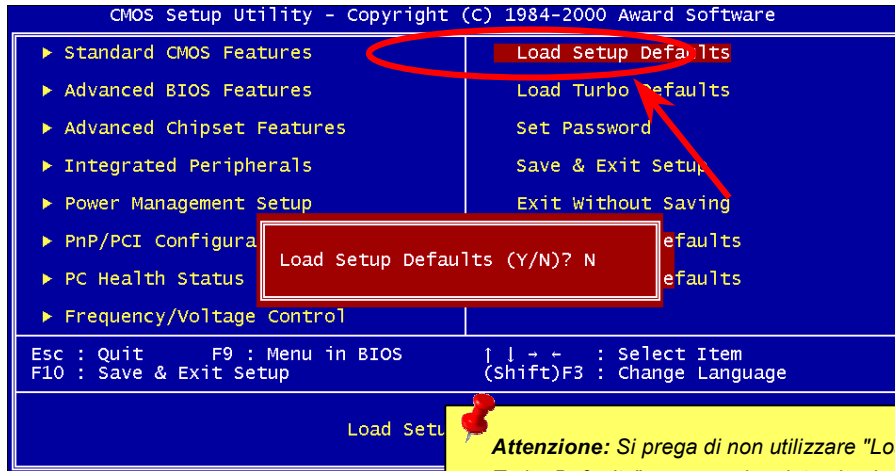 CMOS Setup Utility – Copyright (C) 1984-2000 Award Software
▶ Standard CMOS Features
▶ Advanced BIOS Features
▶ Advanced Chipset Features
▶ Integrated Peripherals
▶ Power Management Setup
▶ PnP/PCI Configura
▶ PC Health Status
▶ Frequency/Voltage Control
Load Setup Defaults
Load Turbo Defaults
Set Password
Save & Exit Setup
Exit Without Saving
efaults
efaults
Load Setup Defaults (Y/N)? N
Esc : Quit F9 : Menu in BIOS ↑ ↓ → ← : Select Item
F10 : Save & Exit Setup (Shift)F3 : Change Language
Load Setu
Attenzione: Si prega di non utilizzare "Lo